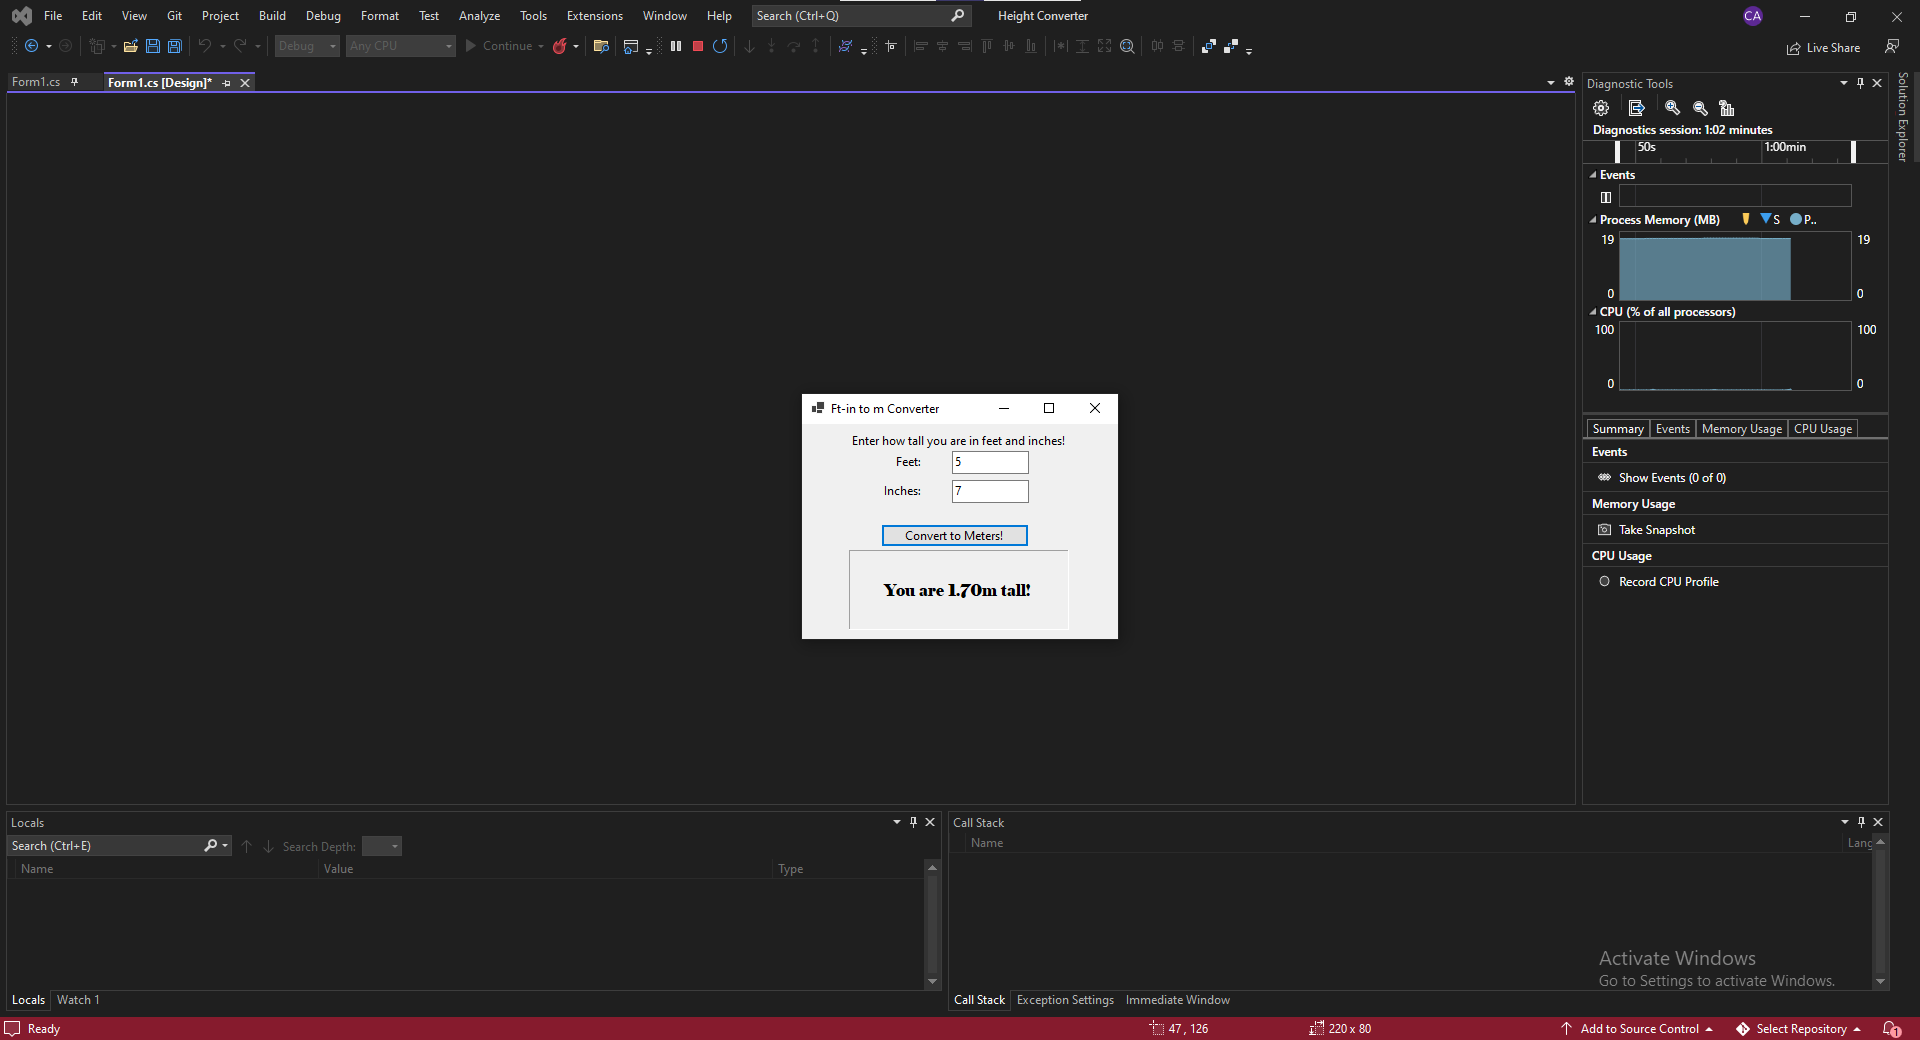 File Edit View Git Project Build Debug Format Test Analyze Tools Extensions Window Help Search (Ctrl+Q) Height Converter CA
Debug Any CPU Continue Live Share
Form1.cs Form1.cs [Design]*
Ft-in to m Converter
Enter how tall you are in feet and inches!
Feet: 5
Inches: 7
Convert to Meters!
You are 1.70m tall!
Diagnostic Tools
Diagnostics session: 1:02 minutes
50s 1:00min
Events
Process Memory (MB) S P..
19 19
0 0
CPU (% of all processors)
100 100
0 0
Summary Events Memory Usage CPU Usage
Events
Show Events (0 of 0)
Memory Usage
Take Snapshot
CPU Usage
Record CPU Profile
Solution Explorer
Locals
Search (Ctrl+E) Search Depth:
Name Value Type
Locals Watch 1
Call Stack
Name Lang
Call Stack Exception Settings Immediate Window
Activate Windows
Go to Settings to activate Windows.
Ready 47 , 126 220 x 80 Add to Source Control Select Repository 1